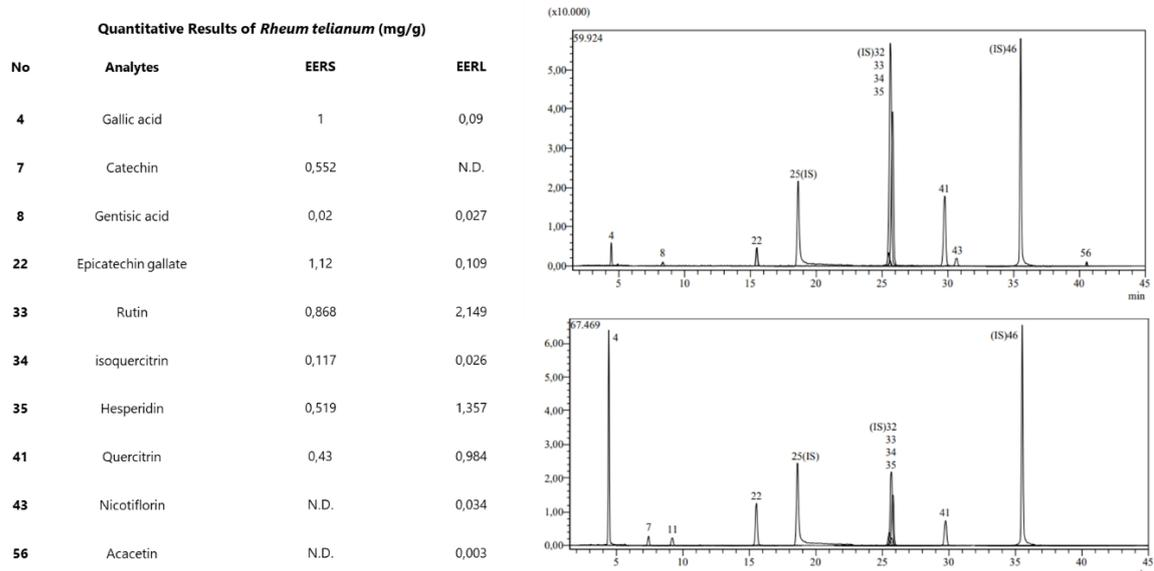 Quantitative Results of Rheum telianum (mg/g)
No Analytes EERS EERL
4 Gallic acid 1 0,09
7 Catechin 0,552 N.D.
8 Gentisic acid 0,02 0,027
22 Epicatechin gallate 1,12 0,109
33 Rutin 0,868 2,149
34 isoquercitrin 0,117 0,026
35 Hesperidin 0,519 1,357
41 Quercitrin 0,43 0,984
43 Nicotiflorin N.D. 0,034
56 Acacetin N.D. 0,003
(x10.000)
59.924
5,00
4,00
3,00
2,00
1,00
0,00
4
8
22
25(IS)
(IS)32
33
34
35
41
43
(IS)46
56
5 10 15 20 25 30 35 40 45
min
67.469
6,00
5,00
4,00
3,00
2,00
1,00
0,00
4
7
11
22
25(IS)
(IS)32
33
34
35
41
(IS)46
5 10 15 20 25 30 35 40 45